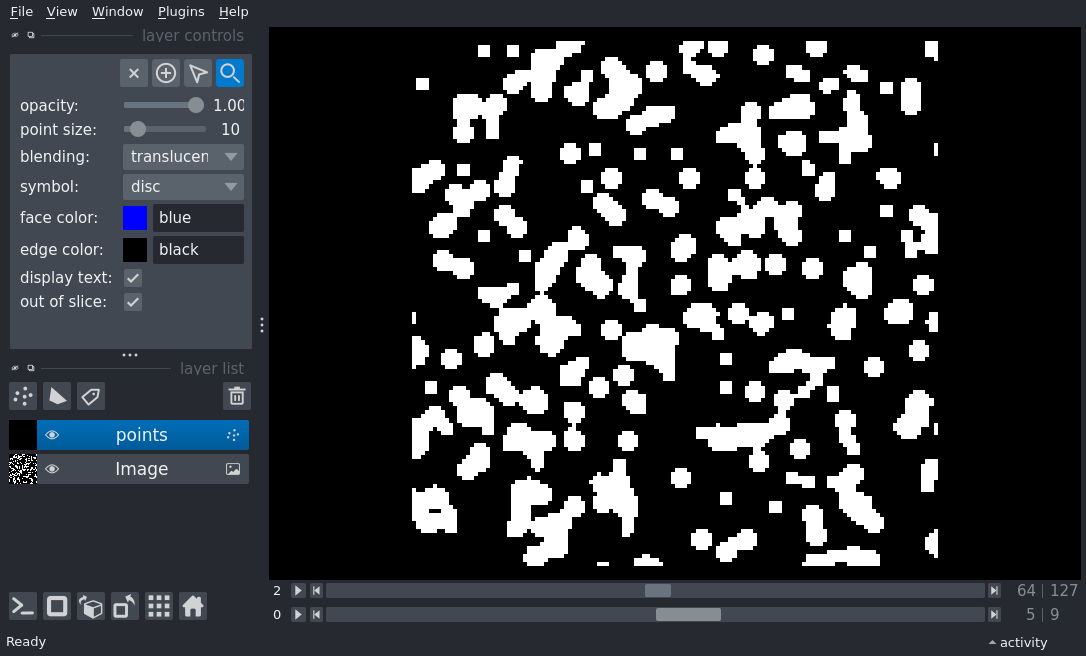 File View Window Plugins Help
layer controls
opacity: 1.00
point size: 10
blending: translucen
symbol: disc
face color: blue
edge color: black
display text:
out of slice:
layer list
points
Image
2 64 127
0 5 9
Ready activity